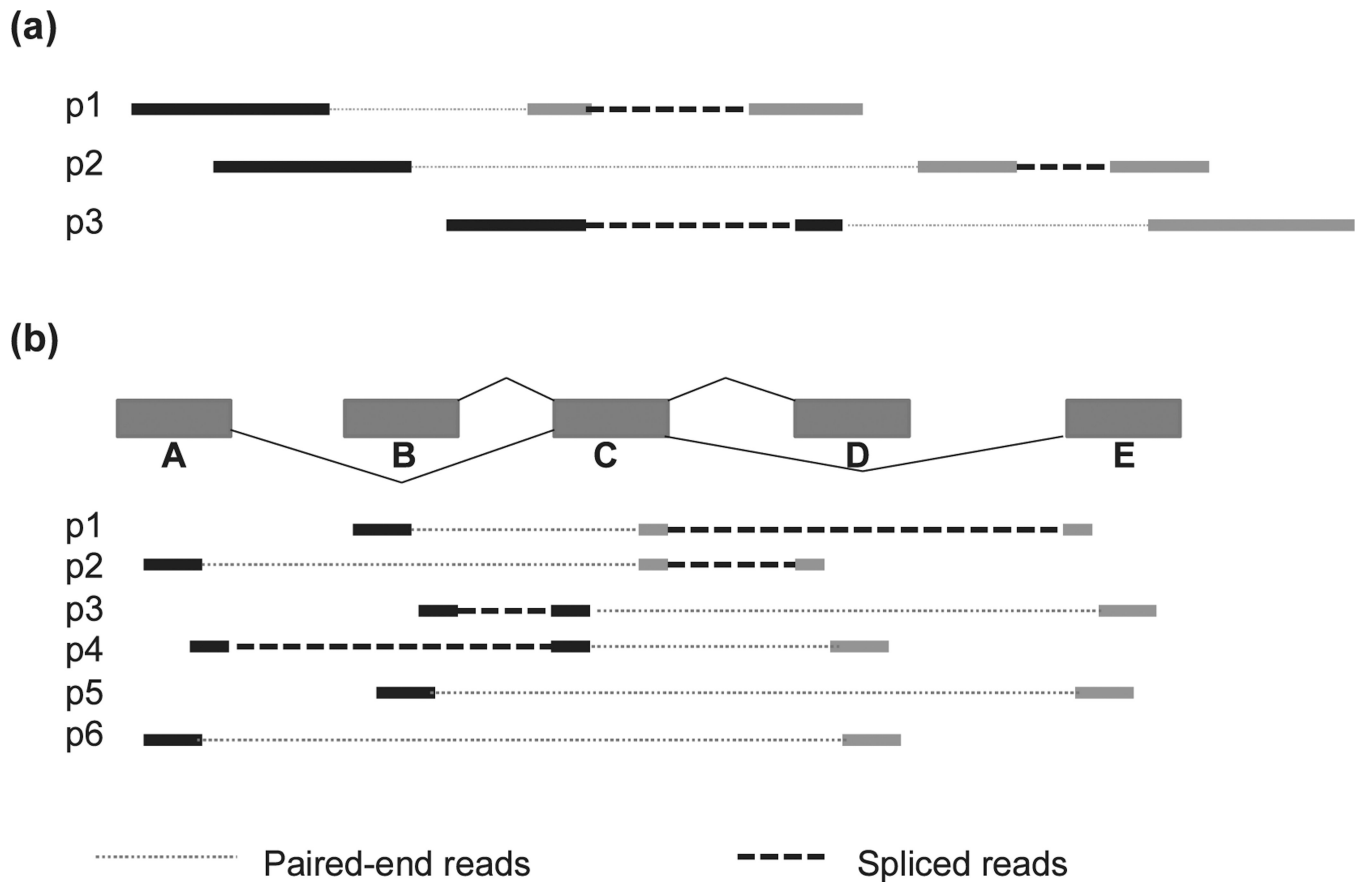 (a)
p1
p2
p3
(b)
A B C D E
p1
p2
p3
p4
p5
p6
Paired-end reads Spliced reads